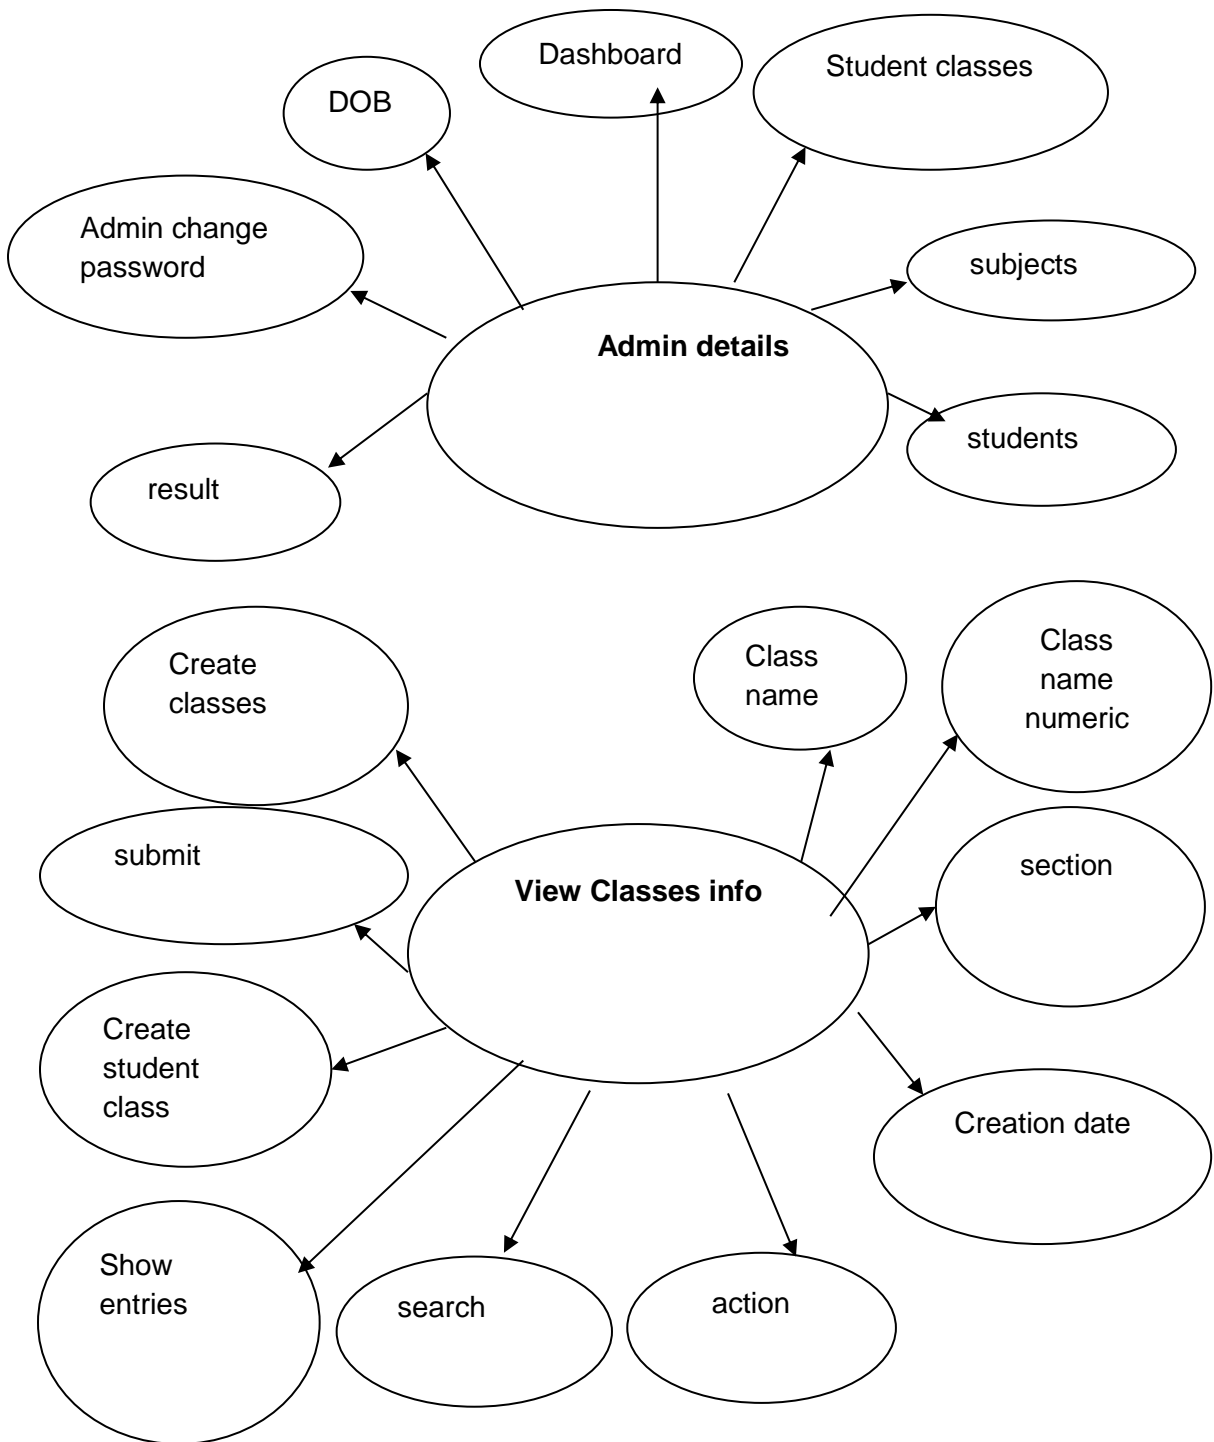 Dashboard
Student classes
DOB
Admin change
password
subjects
Admin details
students
result
Create
classes
Class
name
Class
name
numeric
submit
section
View Classes info
Create
student
class
Creation date
Show
entries
search
action